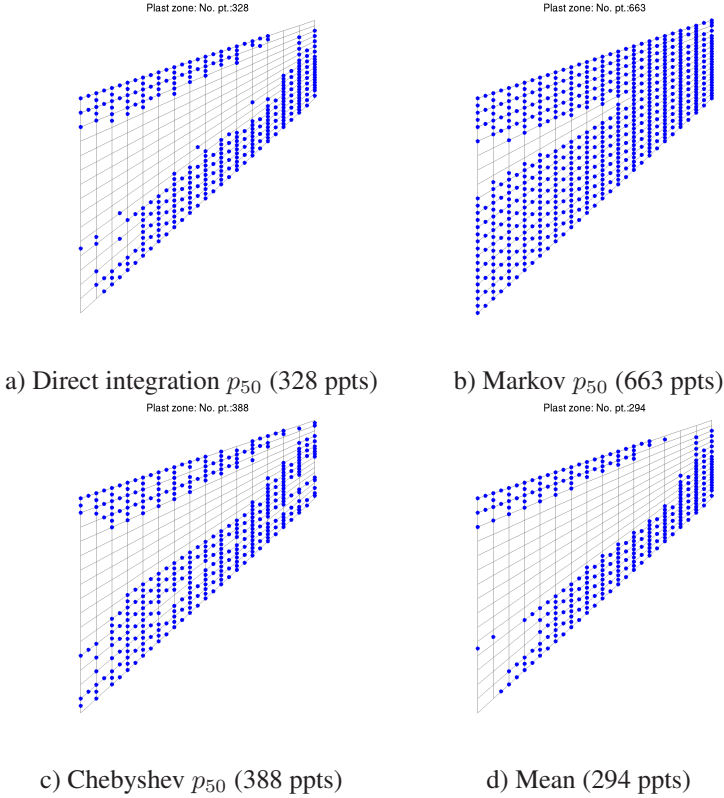 Plast zone: No. pt.:328
Plast zone: No. pt.:663
a) Direct integration p50 (328 ppts)
b) Markov p50 (663 ppts)
Plast zone: No. pt.:388
Plast zone: No. pt.:294
c) Chebyshev p50 (388 ppts)
d) Mean (294 ppts)